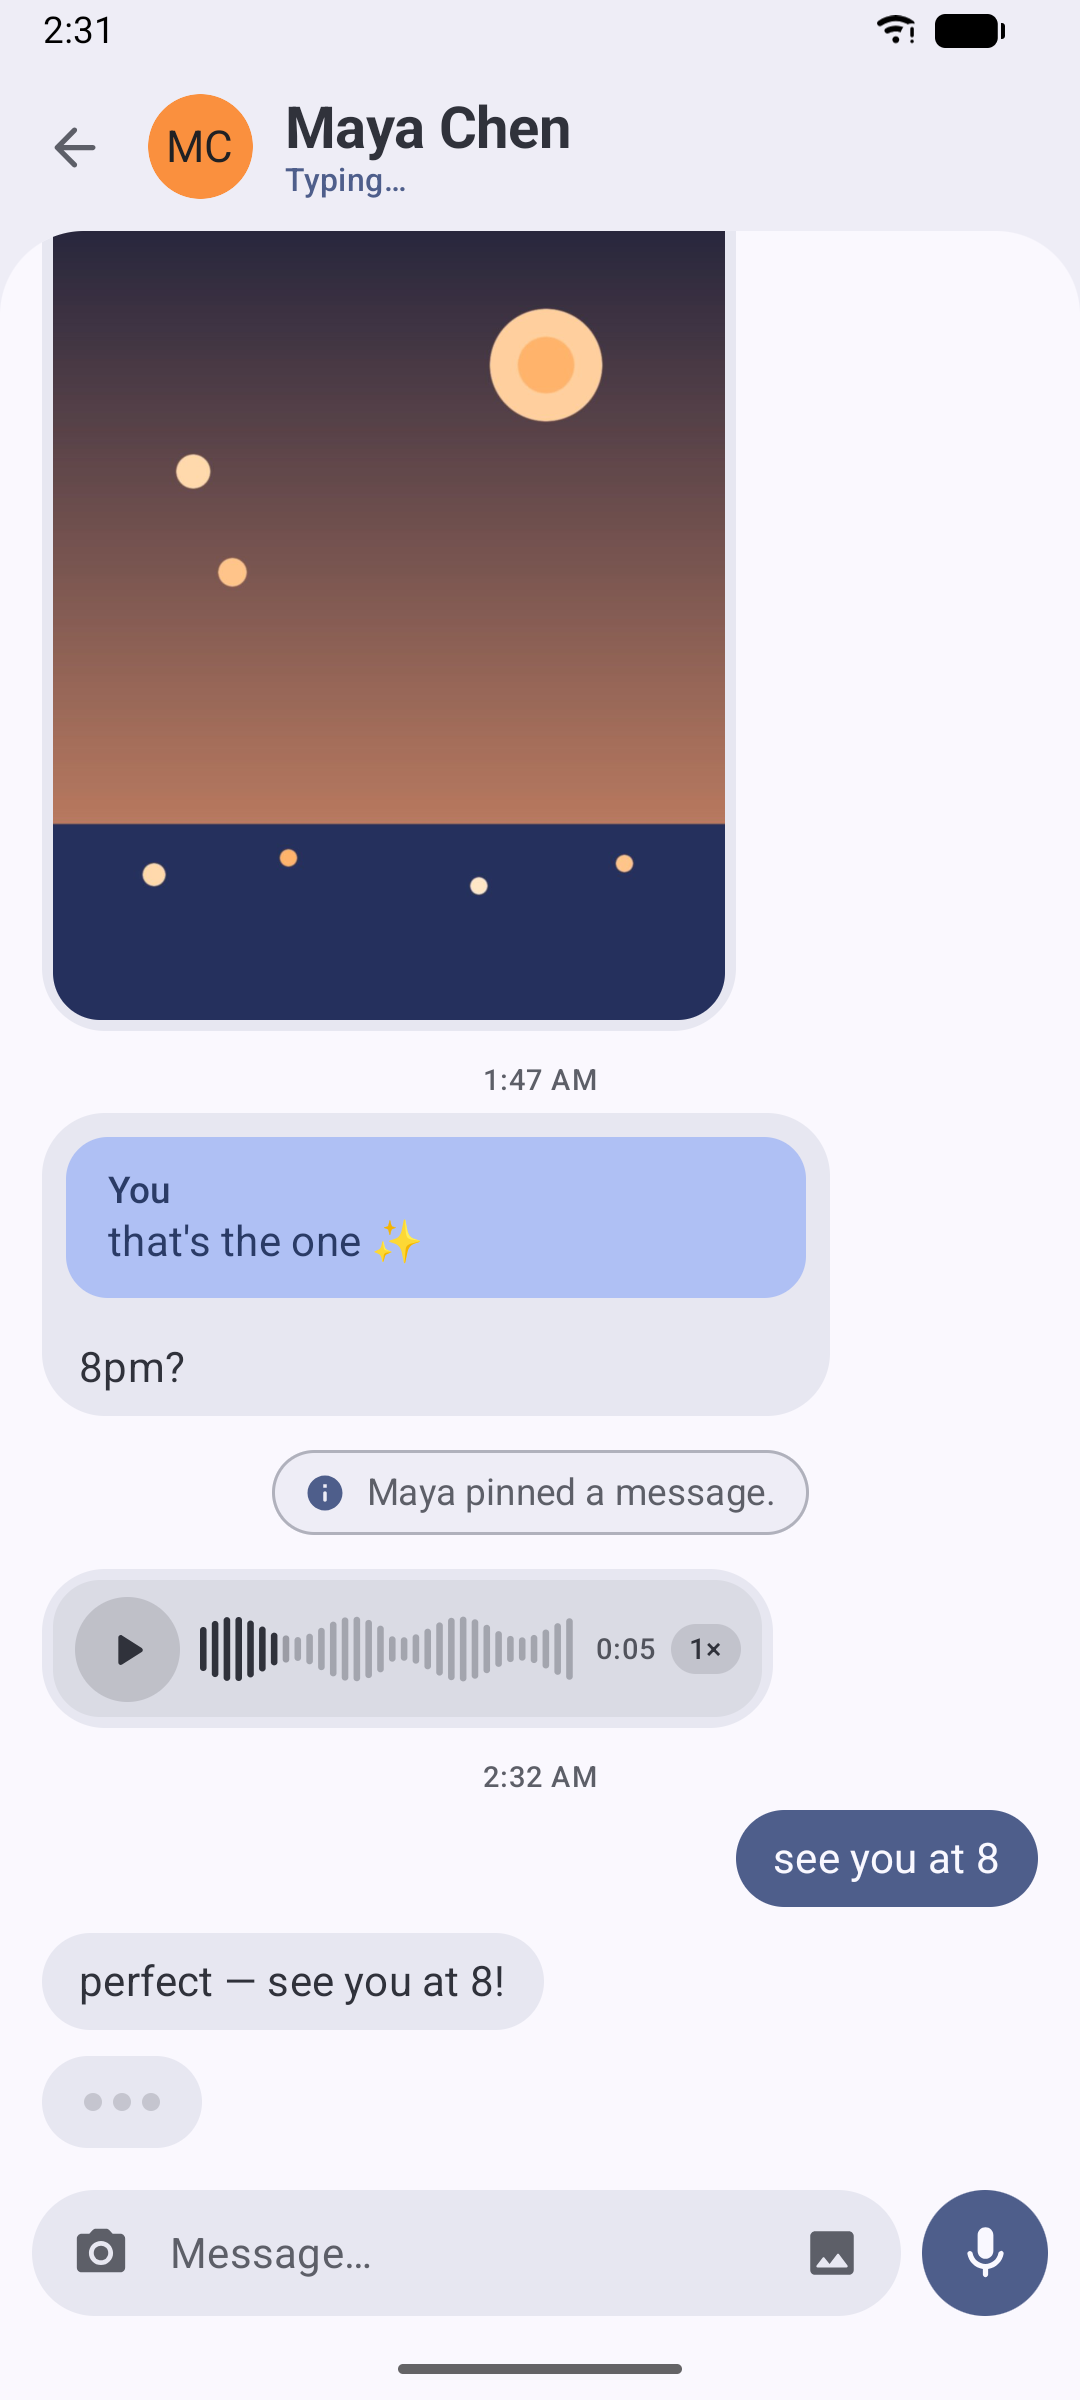 2:31
MC
Maya Chen
Typing…
1:47 AM
You
that's the one ✨
8pm?
Maya pinned a message.
0:05
1×
2:32 AM
see you at 8
perfect — see you at 8!
Message…